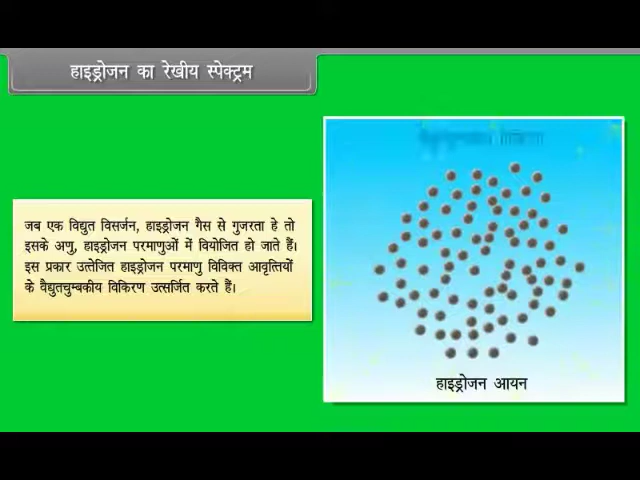 हाइड्रोजन का रेखीय स्पेक्ट्रम
जब एक विद्युत विसर्जन, हाइड्रोजन गैस से गुजरता हे तो
इसके अणु, हाइड्रोजन परमाणुओं में वियोजित हो जाते हैं।
इस प्रकार उत्तेजित हाइड्रोजन परमाणु विविक्त आवृत्तियों
के वैद्युतचुम्बकीय विकिरण उत्सर्जित करते हैं।
हाइड्रोजन आयन